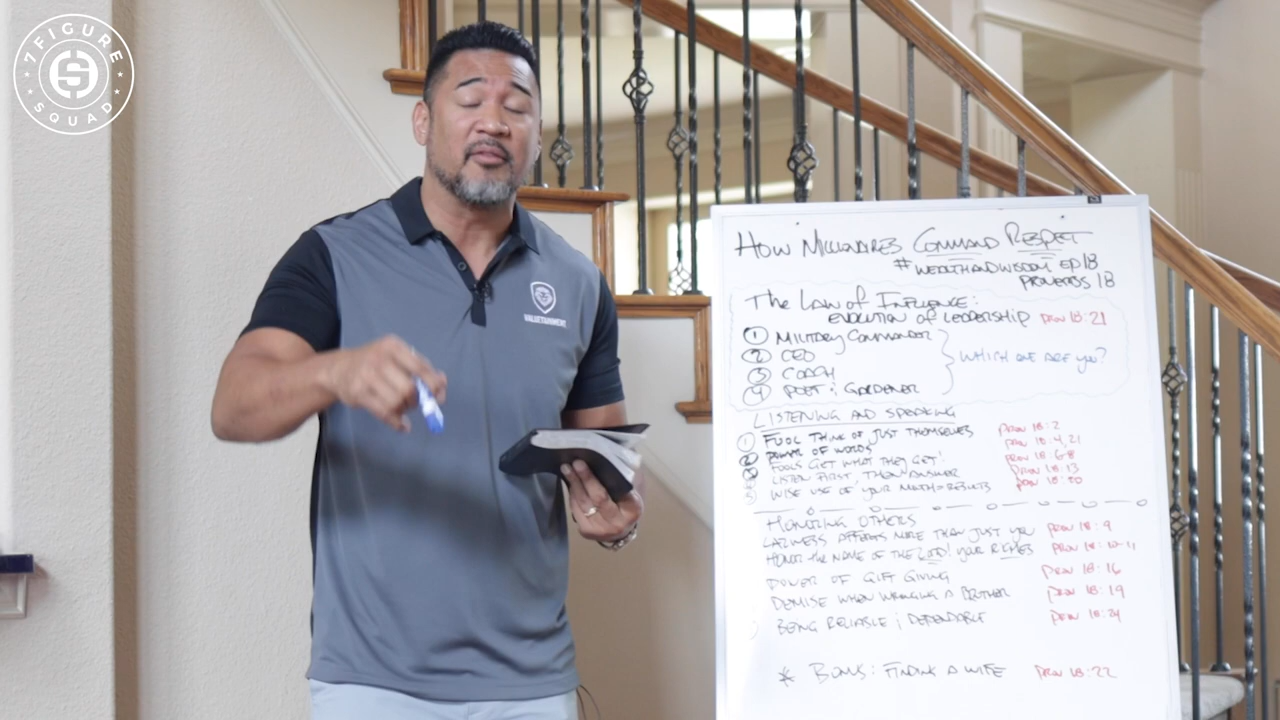 7FIGURE SQUAD
VALUETAINMENT
HOW MILLIONAIRES COMMAND RESPECT
#WEALTHANDWISDOM EP18
PROVERBS 18
The LAW of INFLUENCE:
EVOLUTION OF LEADERSHIP PROV 18:21
① MILITARY COMMANDER
② CEO
③ COACH
④ POET & GARDENER
WHICH ONE ARE YOU?
LISTENING AND SPEAKING
① FOOL THINK OF JUST THEMSELVES PROV 18:2
② POWER OF WORDS PROV 18:4,21
③ FOOLS GET WHAT THEY GET! PROV 18:6-8
④ LISTEN FIRST, THEN ANSWER PROV 18:13
⑤ WISE USE OF YOUR MOUTH=RESULTS PROV 18:20
HONORING OTHERS
LAZINESS AFFECTS MORE THAN JUST YOU PROV 18:9
HONOR THE NAME OF THE LORD! YOUR RICHES PROV 18:10-11
POWER OF GIFT GIVING PROV 18:16
DEMISE WHEN WRONGING A BROTHER PROV 18:19
BEING RELIABLE & DEPENDABLE PROV 18:24
* BONUS: FINDING A WIFE PROV 18:22